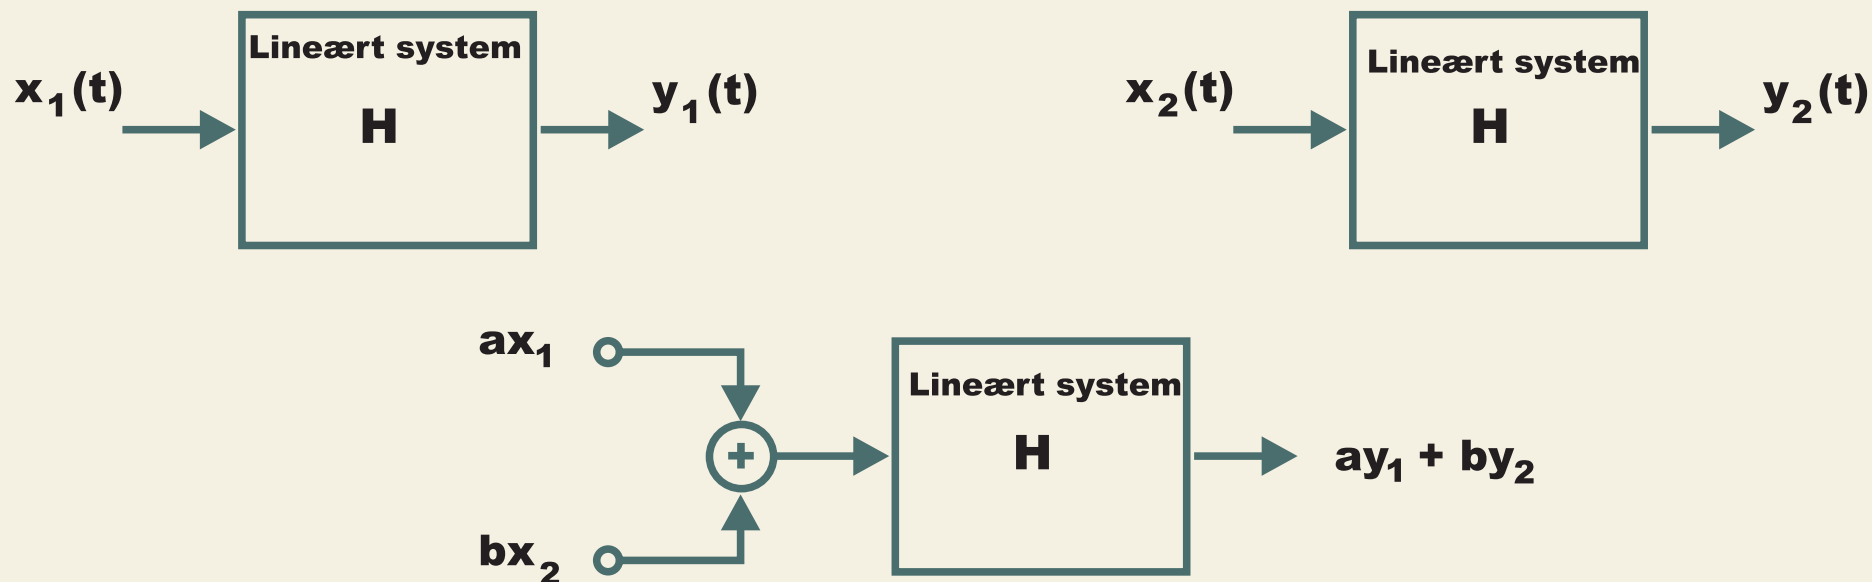 Lineært system
x1(t)
H
y1(t)
Lineært system
x2(t)
H
y2(t)
ax1
+
bx2
Lineært system
H
ay1 + by2